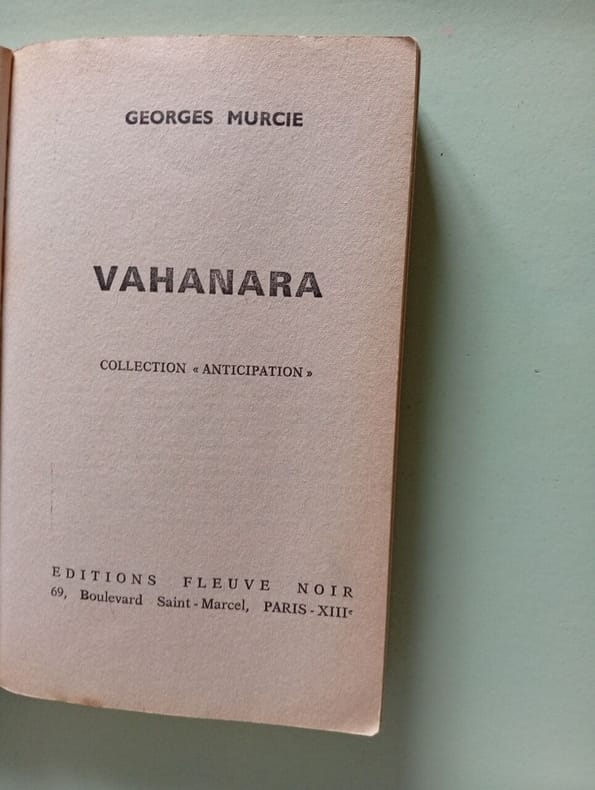 GEORGES MURCIE
VAHANARA
COLLECTION « ANTICIPATION »
EDITIONS FLEUVE NOIR
69, Boulevard Saint-Marcel, PARIS-XIIIᵉ